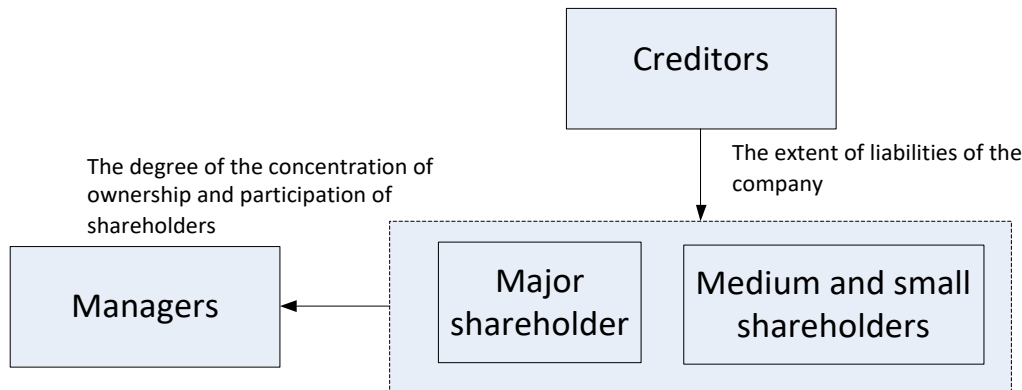 Creditors
The extent of liabilities of the
company
The degree of the concentration of
ownership and participation of
shareholders
Managers
Major
shareholder
Medium and small
shareholders